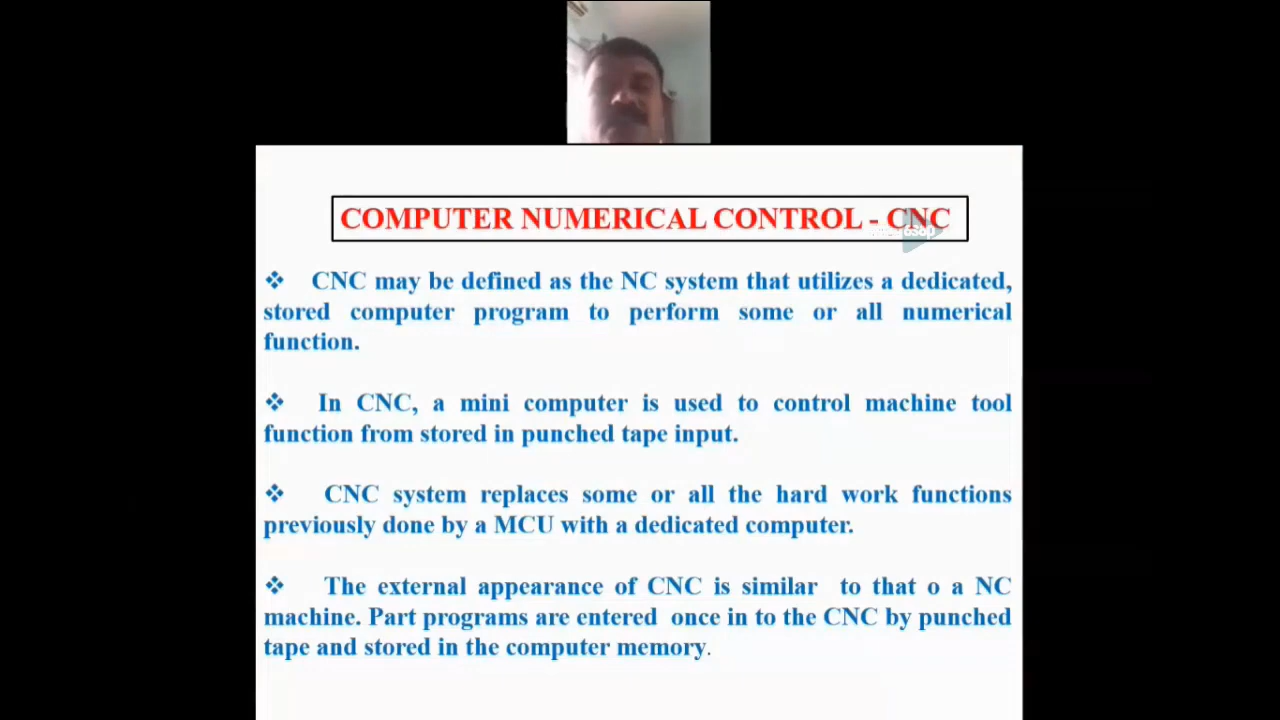 COMPUTER NUMERICAL CONTROL - CNC
❖ CNC may be defined as the NC system that utilizes a dedicated,
stored computer program to perform some or all numerical
function.
❖ In CNC, a mini computer is used to control machine tool
function from stored in punched tape input.
❖ CNC system replaces some or all the hard work functions
previously done by a MCU with a dedicated computer.
❖ The external appearance of CNC is similar to that o a NC
machine. Part programs are entered once in to the CNC by punched
tape and stored in the computer memory.